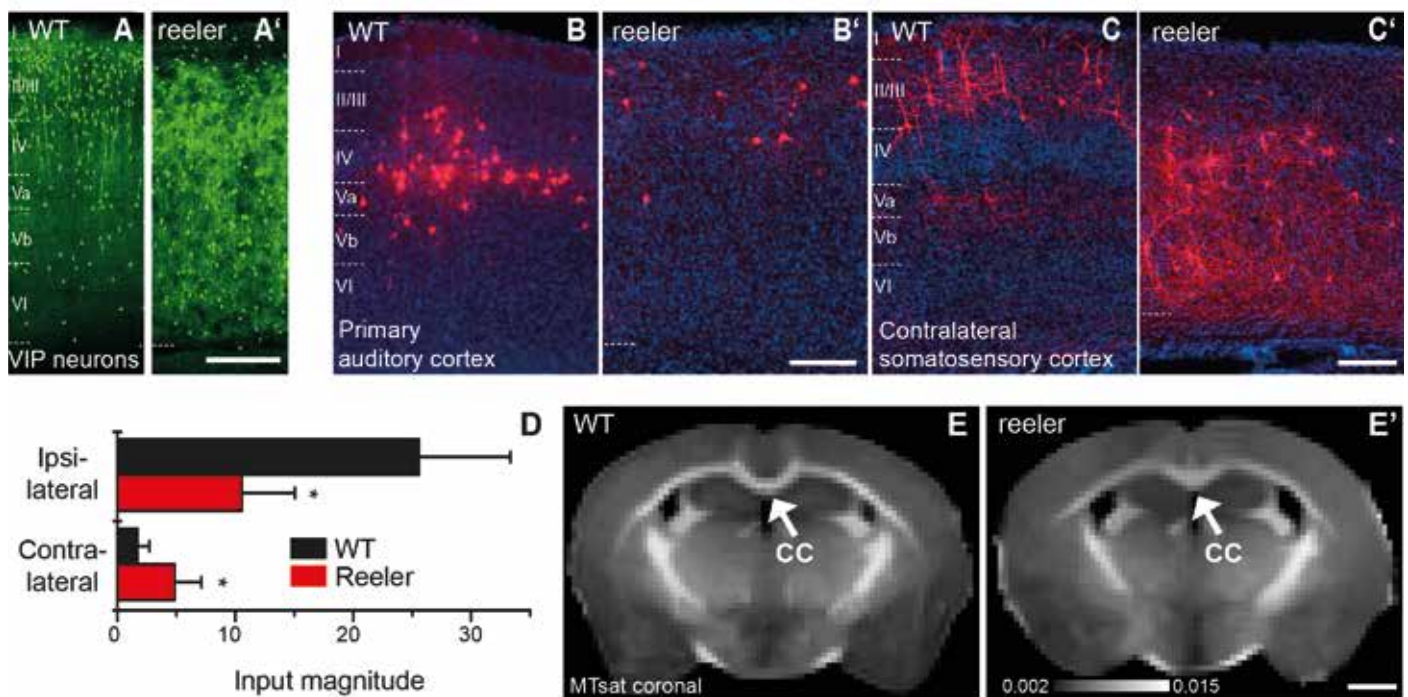 WT
A
I
II/III
IV
Va
Vb
VI
VIP neurons
reeler
A'
WT
B
I
II/III
IV
Va
Vb
VI
Primary
auditory cortex
reeler
B'
WT
C
I
II/III
IV
Va
Vb
VI
Contralateral
somatosensory cortex
reeler
C'
D
Ipsi-
lateral
*
Contra-
lateral
*
WT
Reeler
0 10 20 30
Input magnitude
WT
E
CC
MTsat coronal
reeler
E'
CC
0.002 0.015